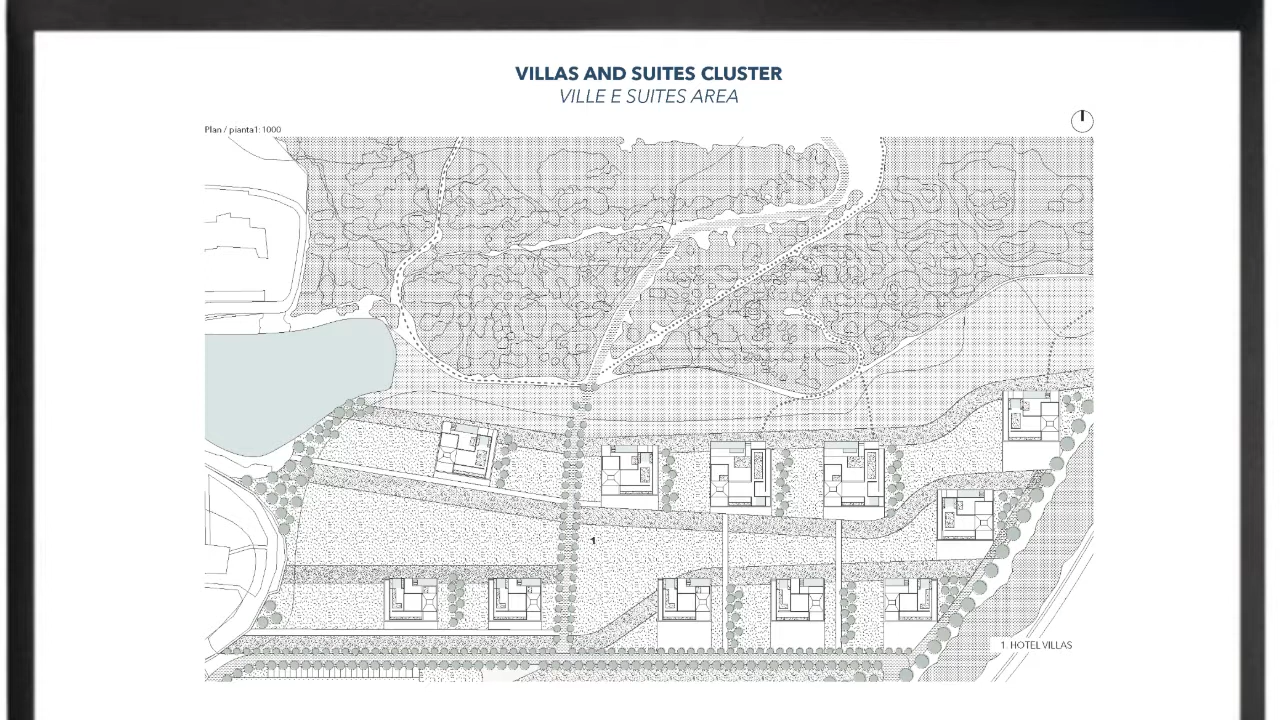 VILLAS AND SUITES CLUSTER
VILLE E SUITES AREA
Plan / pianta1: 1000
1
1 HOTEL VILLAS